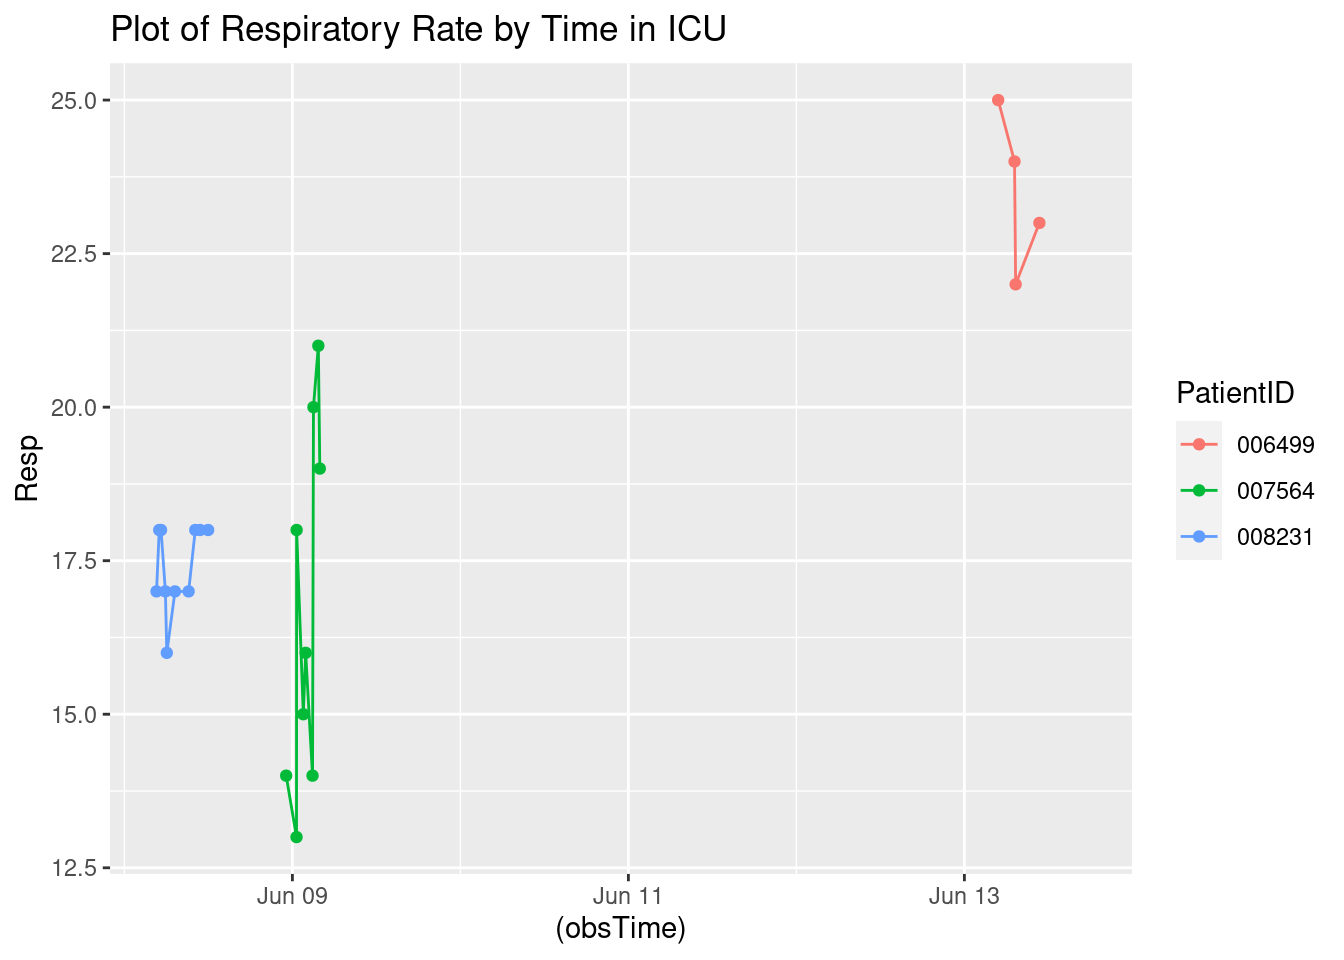 Plot of Respiratory Rate by Time in ICU
25.0
22.5
20.0
17.5
15.0
12.5
Resp
Jun 09
Jun 11
Jun 13
(obsTime)
PatientID
006499
007564
008231